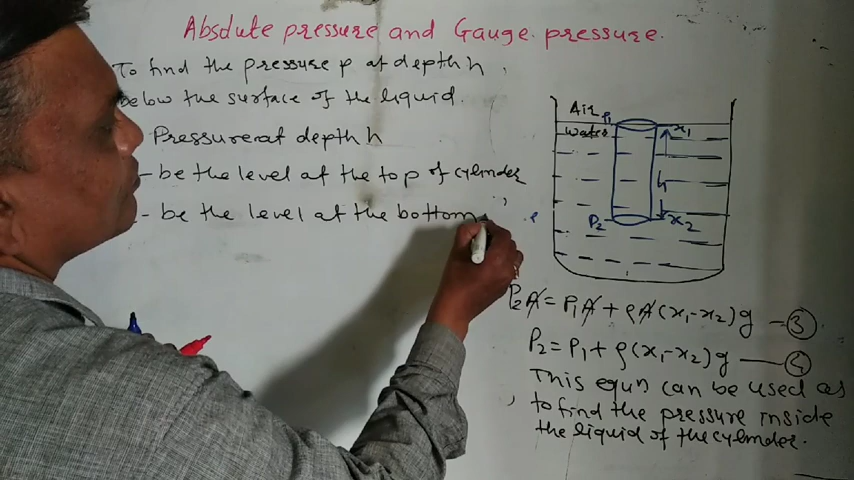 Absolute pressure and Gauge pressure.
To find the pressure p at depth h,
below the surface of the liquid.
Pressure at depth h
- be the level at the top of cylinder
- be the level at the bottom
Air P₁
water x₁
h
P₂ x₂
P₂A = P₁A + ρA(x₁-x₂)g — ③
P₂ = P₁ + ρ(x₁-x₂)g — ④
This equn can be used as
to find the pressure inside
the liquid of the cylinder.